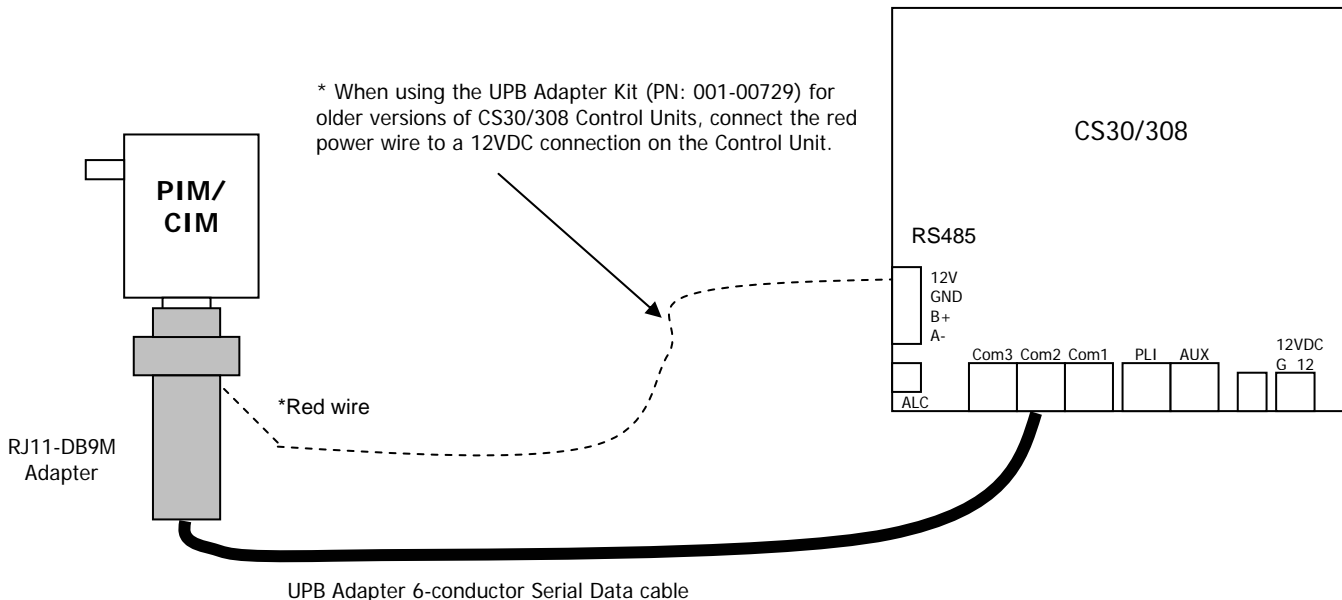 * When using the UPB Adapter Kit (PN: 001-00729) for
older versions of CS30/308 Control Units, connect the red
power wire to a 12VDC connection on the Control Unit.
CS30/308
PIM/
CIM
RS485
12V
GND
B+
A-
Com3 Com2 Com1 PLI AUX
12VDC
G 12
ALC
*Red wire
RJ11-DB9M
Adapter
UPB Adapter 6-conductor Serial Data cable